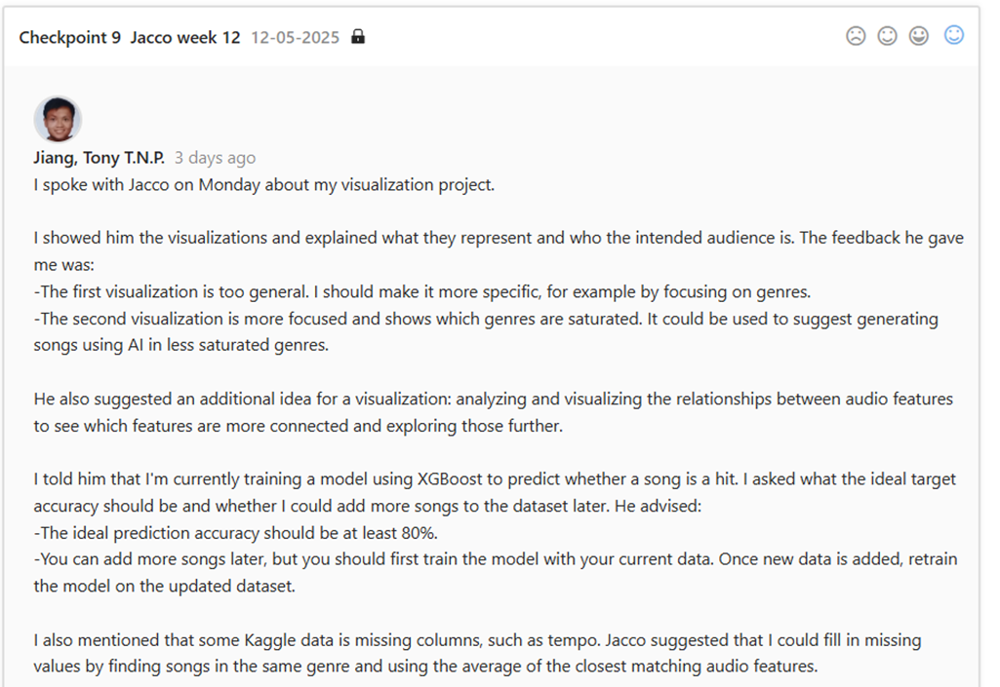 Checkpoint 9 Jacco week 12 12-05-2025
Jiang, Tony T.N.P. 3 days ago
I spoke with Jacco on Monday about my visualization project.
I showed him the visualizations and explained what they represent and who the intended audience is. The feedback he gave
me was:
-The first visualization is too general. I should make it more specific, for example by focusing on genres.
-The second visualization is more focused and shows which genres are saturated. It could be used to suggest generating
songs using AI in less saturated genres.
He also suggested an additional idea for a visualization: analyzing and visualizing the relationships between audio features
to see which features are more connected and exploring those further.
I told him that I'm currently training a model using XGBoost to predict whether a song is a hit. I asked what the ideal target
accuracy should be and whether I could add more songs to the dataset later. He advised:
-The ideal prediction accuracy should be at least 80%.
-You can add more songs later, but you should first train the model with your current data. Once new data is added, retrain
the model on the updated dataset.
I also mentioned that some Kaggle data is missing columns, such as tempo. Jacco suggested that I could fill in missing
values by finding songs in the same genre and using the average of the closest matching audio features.